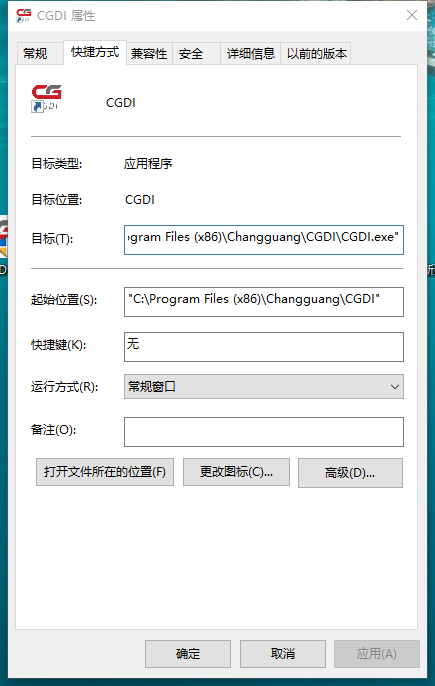 CGDI 属性
常规
快捷方式
兼容性
安全
详细信息
以前的版本
CG
CGDI
CGDI
目标类型: 应用程序
目标位置: CGDI
目标(T): ogram Files (x86)\Changguang\CGDI\CGDI.exe"
起始位置(S): "C:\Program Files (x86)\Changguang\CGDI"
快捷键(K): 无
运行方式(R): 常规窗口
备注(O):
打开文件所在的位置(F)
更改图标(C)...
高级(D)...
确定
取消
应用(A)